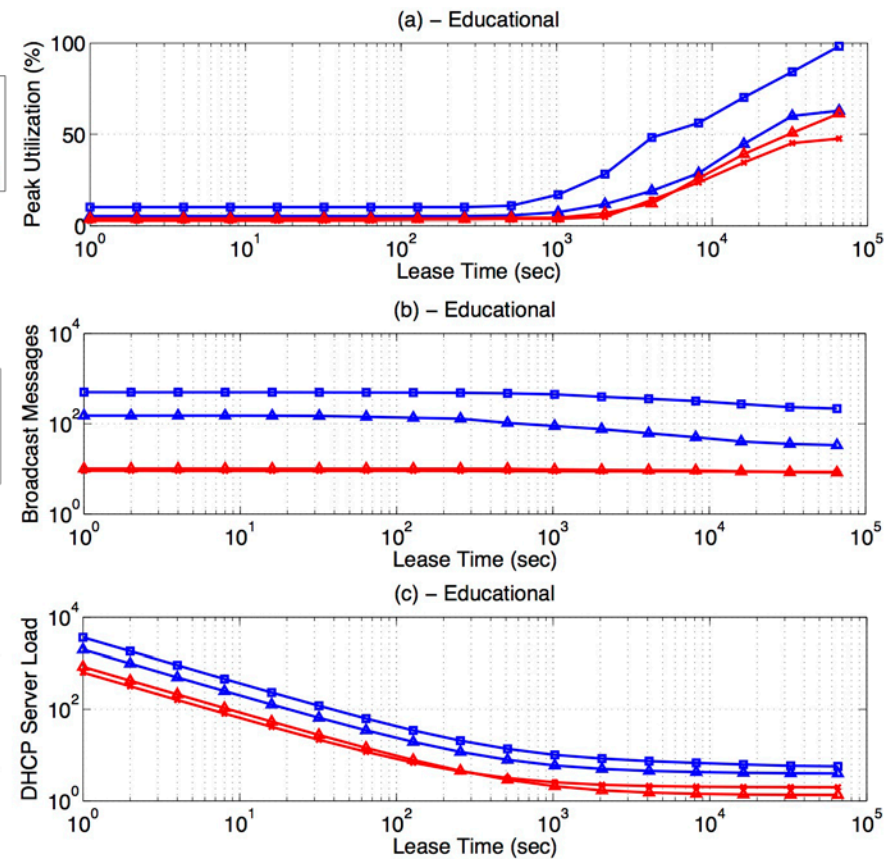 (a) – Educational
Peak Utilization (%)
100
50
0
10^0 10^1 10^2 10^3 10^4 10^5
Lease Time (sec)
(b) – Educational
Broadcast Messages
10^4
10^2
10^0
10^0 10^1 10^2 10^3 10^4 10^5
Lease Time (sec)
(c) – Educational
DHCP Server Load
10^4
10^2
10^0
10^0 10^1 10^2 10^3 10^4 10^5
Lease Time (sec)